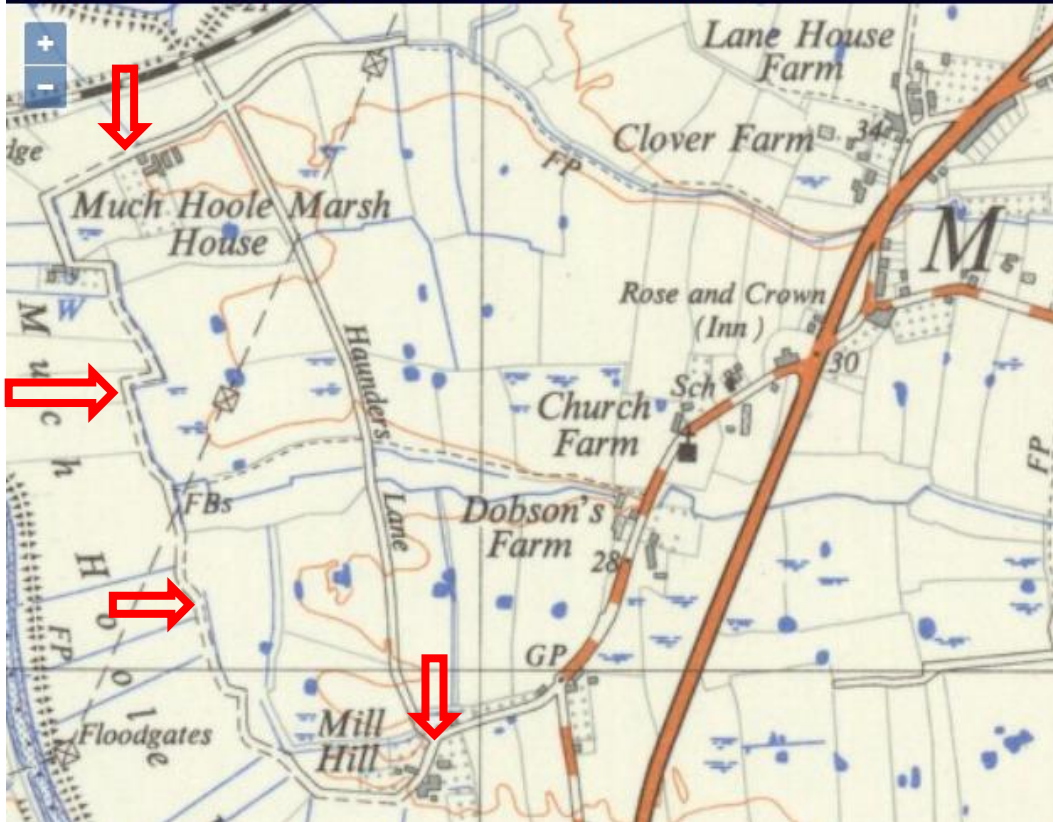 +
−
Lane House
Farm
Clover Farm
34
FP
Much Hoole Marsh
House
M
Rose and Crown
(Inn)
30
W
Haunders
Lane
Sch
Church
Farm
FP
Much Hoole
FBs
Dobson's
Farm
28
FP
GP
Mill
Hill
Floodgates